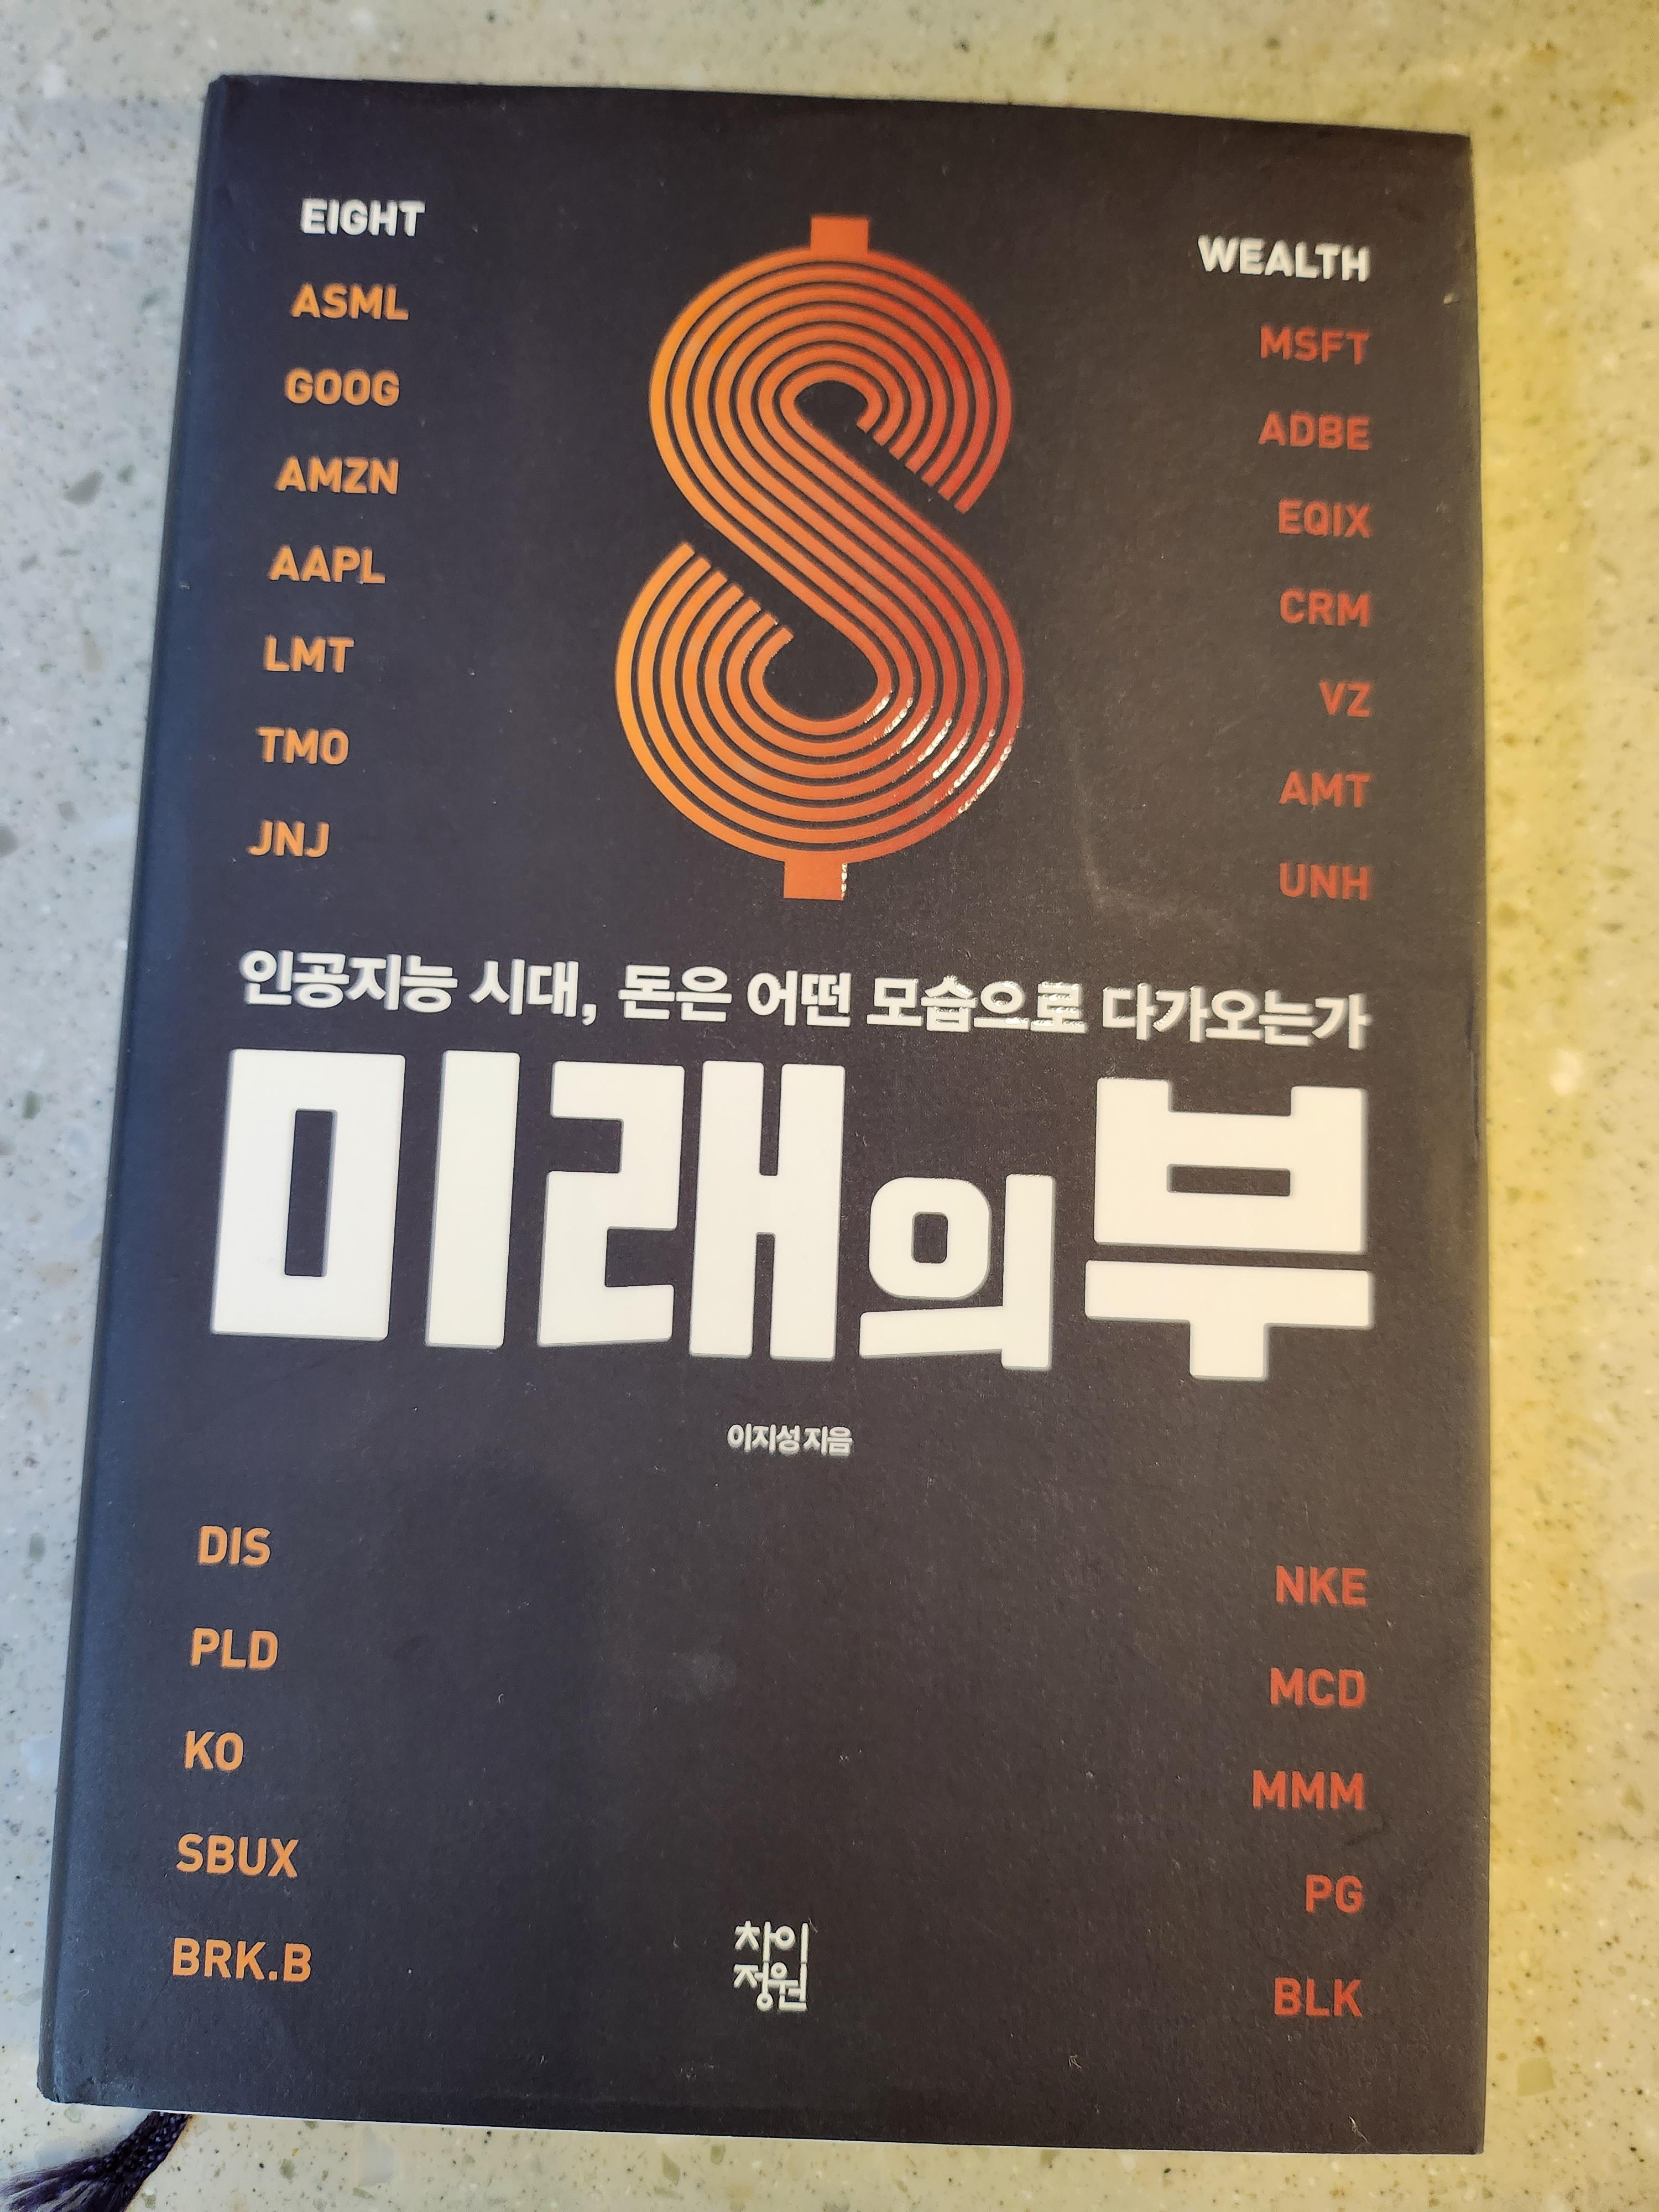 EIGHT
WEALTH
ASML
MSFT
GOOG
ADBE
AMZN
EQIX
AAPL
CRM
LMT
VZ
TMO
AMT
JNJ
UNH
인공지능 시대, 돈은 어떤 모습으로 다가오는가
미래의 부
이지성 지음
DIS
NKE
PLD
MCD
KO
MMM
SBUX
PG
BRK.B
BLK
차이
정원